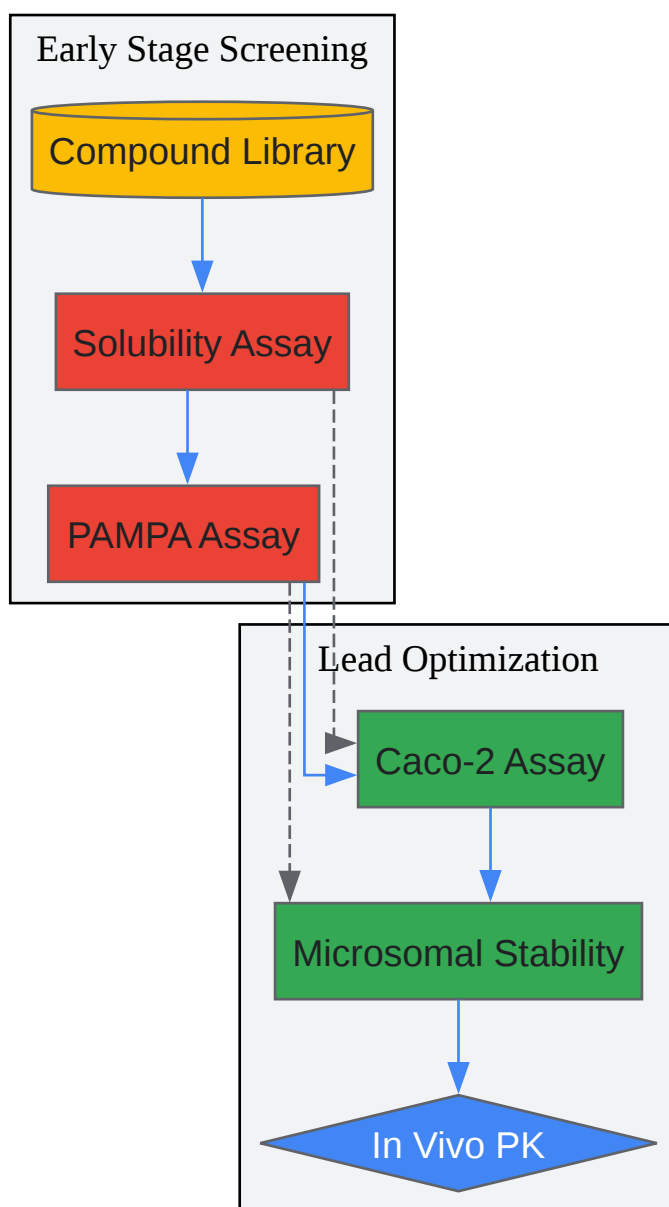 Early Stage Screening
Compound Library
Solubility Assay
PAMPA Assay
Lead Optimization
Caco-2 Assay
Microsomal Stability
In Vivo PK